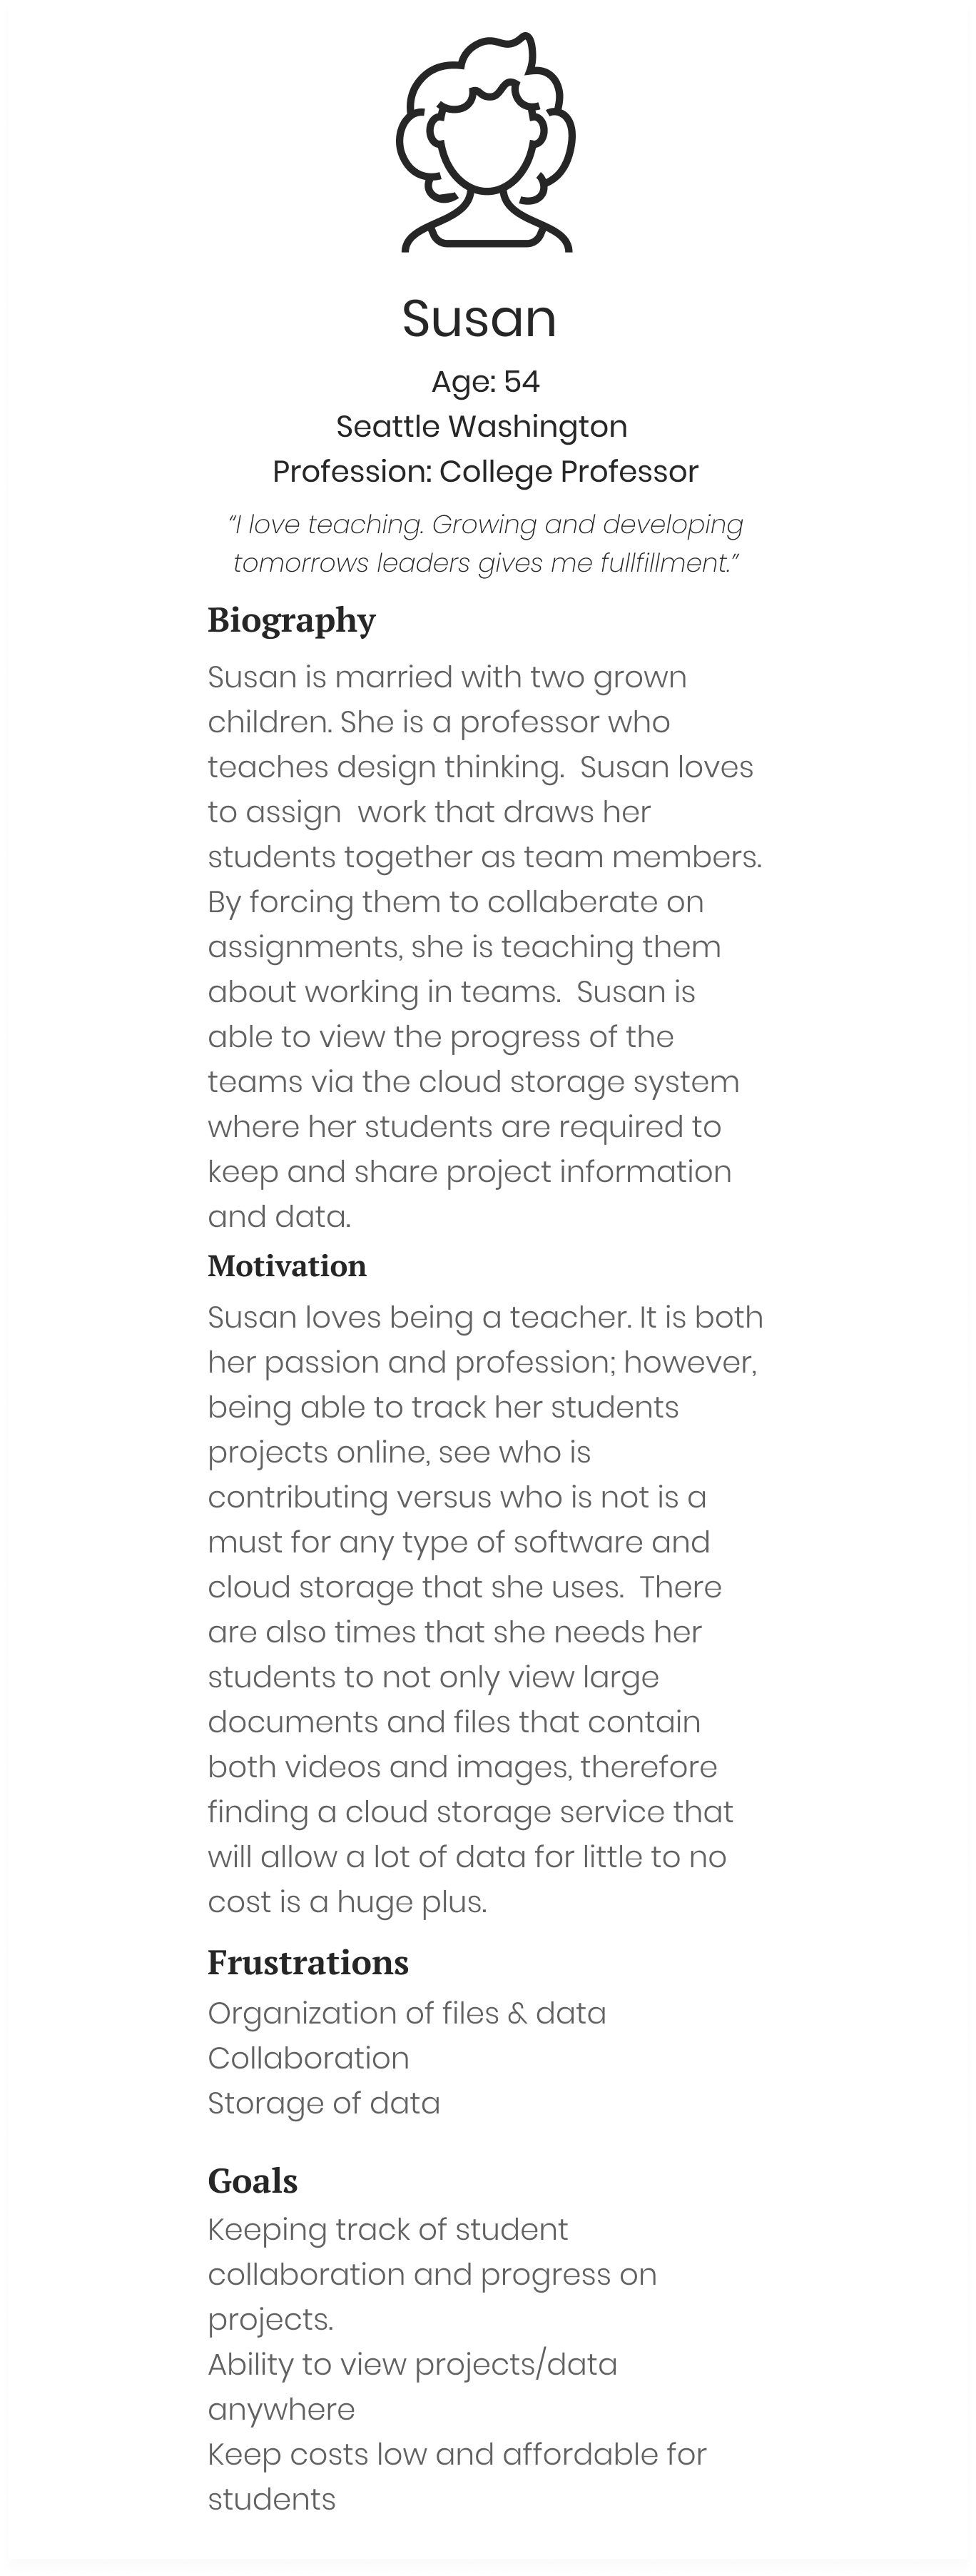 Susan
Age: 54
Seattle Washington
Profession: College Professor
“I love teaching. Growing and developing
tomorrows leaders gives me fullfillment.”
Biography
Susan is married with two grown
children. She is a professor who
teaches design thinking.  Susan loves
to assign  work that draws her
students together as team members.
By forcing them to collaberate on
assignments, she is teaching them
about working in teams.  Susan is
able to view the progress of the
teams via the cloud storage system
where her students are required to
keep and share project information
and data.
Motivation
Susan loves being a teacher. It is both
her passion and profession; however,
being able to track her students
projects online, see who is
contributing versus who is not is a
must for any type of software and
cloud storage that she uses.  There
are also times that she needs her
students to not only view large
documents and files that contain
both videos and images, therefore
finding a cloud storage service that
will allow a lot of data for little to no
cost is a huge plus.
Frustrations
Organization of files & data
Collaboration
Storage of data
Goals
Keeping track of student
collaboration and progress on
projects.
Ability to view projects/data
anywhere
Keep costs low and affordable for
students